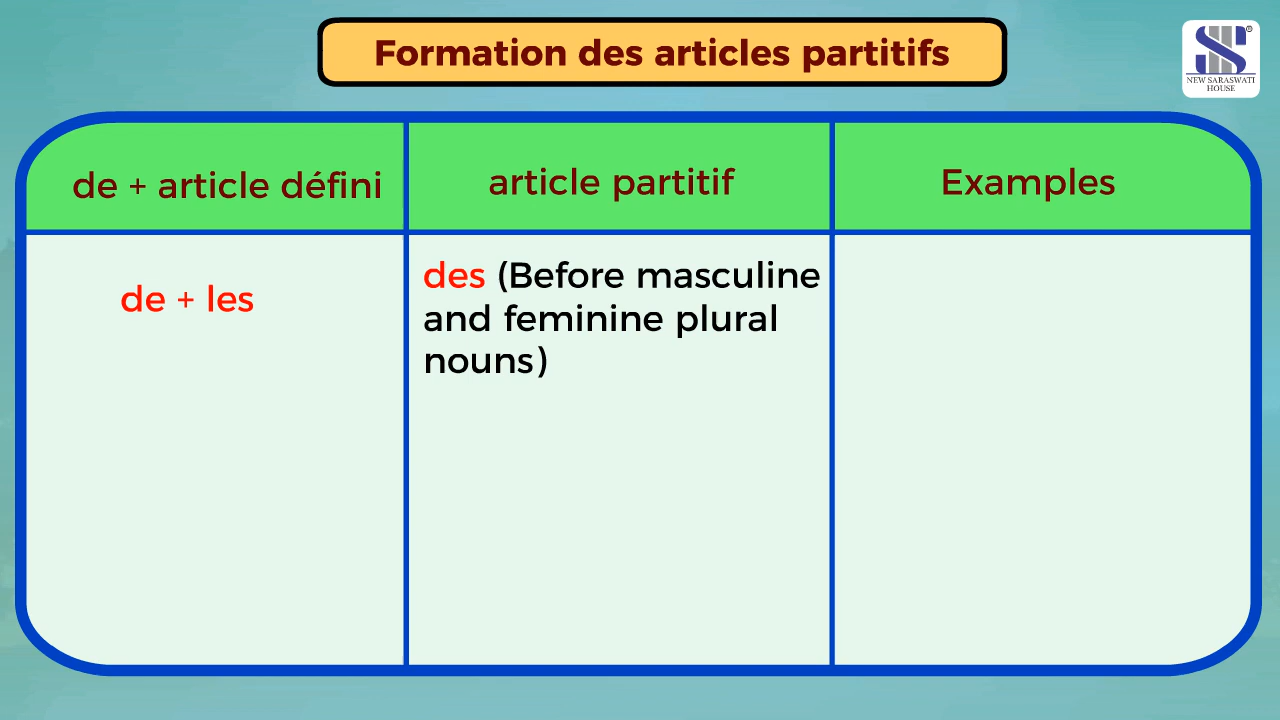 Formation des articles partitifs
NEW SARASWATI
HOUSE
de + article défini
article partitif
Examples
de + les
des (Before masculine
and feminine plural
nouns)